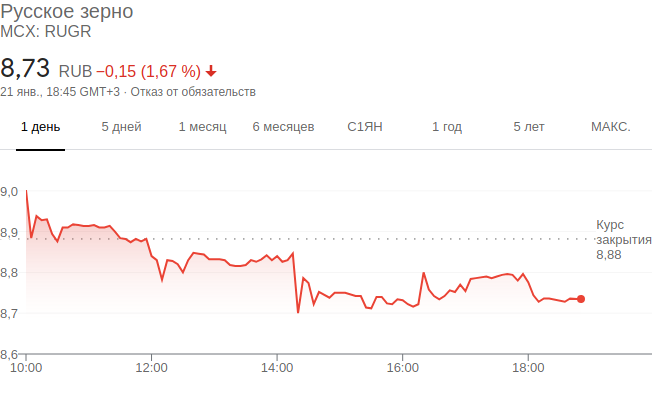 Русское зерно
MCX: RUGR
8,73 RUB −0,15 (1,67 %)
21 янв., 18:45 GMT+3 · Отказ от обязательств
1 день 5 дней 1 месяц 6 месяцев С1ЯН 1 год 5 лет МАКС.
9,0
8,9
8,8
8,7
8,6
Курс
закрытия
8,88
10:00 12:00 14:00 16:00 18:00